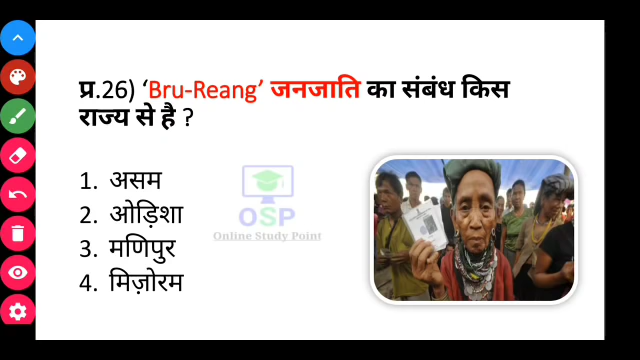 प्र.26) ‘Bru-Reang’ जनजाति का संबंध किस
राज्य से है ?
1. असम
2. ओड़िशा
3. मणिपुर
4. मिज़ोरम
OSP
Online Study Point